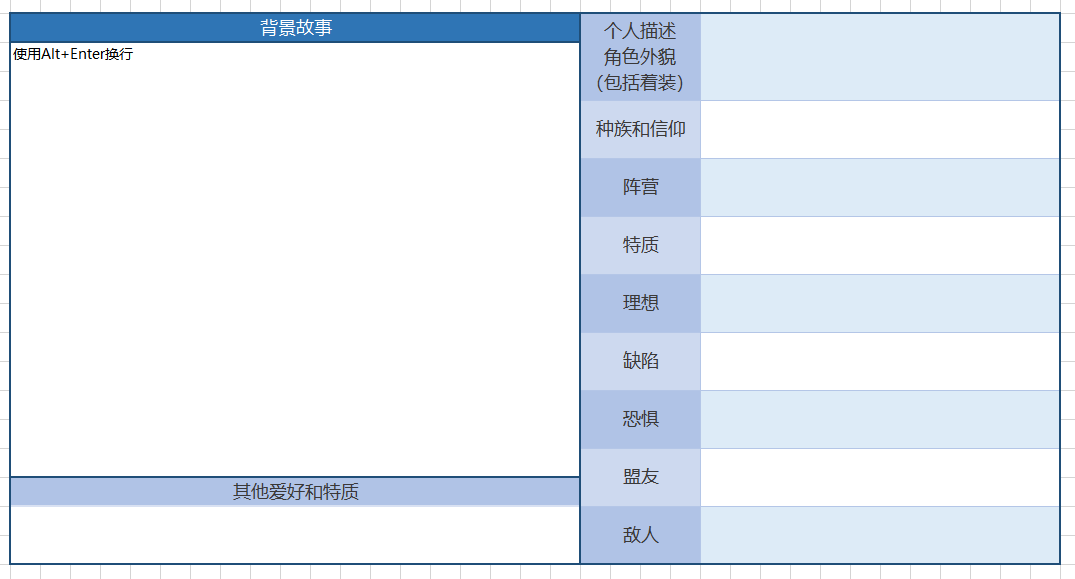 背景故事
使用Alt+Enter换行
其他爱好和特质
个人描述
角色外貌
（包括着装）
种族和信仰
阵营
特质
理想
缺陷
恐惧
盟友
敌人